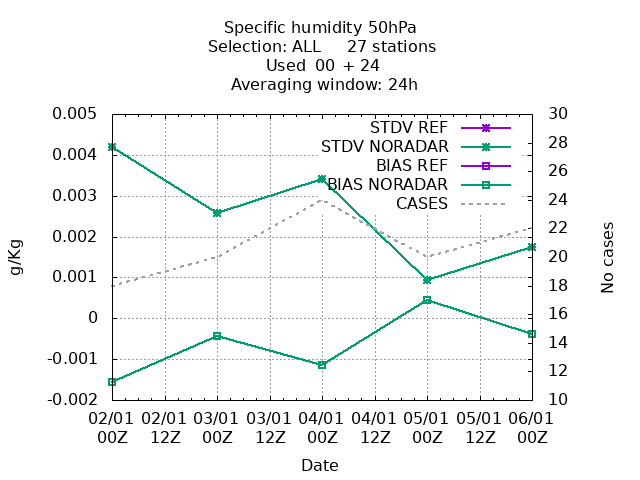 Specific humidity 50hPa
Selection: ALL 27 stations
Used 00 + 24
Averaging window: 24h
STDV REF
STDV NORADAR
BIAS REF
BIAS NORADAR
CASES
0.005
0.004
0.003
0.002
0.001
0
-0.001
-0.002
g/Kg
30
28
26
24
22
20
18
16
14
12
10
No cases
02/01 02/01 03/01 03/01 04/01 04/01 05/01 05/01 06/01
00Z 12Z 00Z 12Z 00Z 12Z 00Z 12Z 00Z
Date